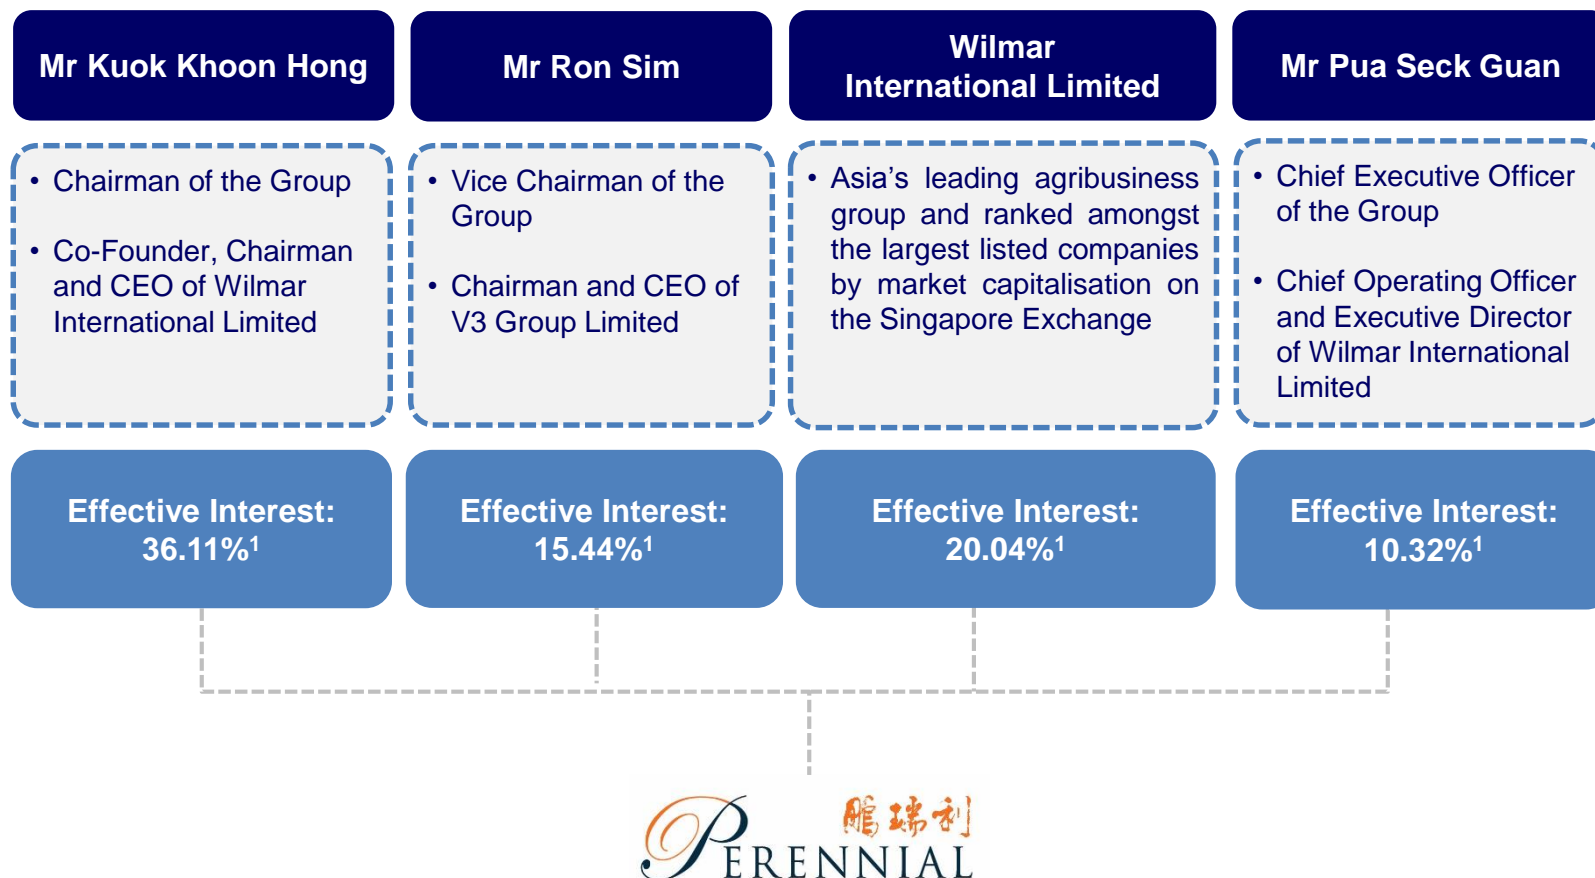 Mr Kuok Khoon Hong
Mr Ron Sim
Wilmar
International Limited
Mr Pua Seck Guan
• Chairman of the Group
• Co-Founder, Chairman
and CEO of Wilmar
International Limited
• Vice Chairman of the
Group
• Chairman and CEO of
V3 Group Limited
• Asia’s leading agribusiness
group and ranked amongst
the largest listed companies
by market capitalisation on
the Singapore Exchange
• Chief Executive Officer
of the Group
• Chief Operating Officer
and Executive Director
of Wilmar International
Limited
Effective Interest:
36.11%¹
Effective Interest:
15.44%¹
Effective Interest:
20.04%¹
Effective Interest:
10.32%¹
鵬瑞利
PERENNIAL